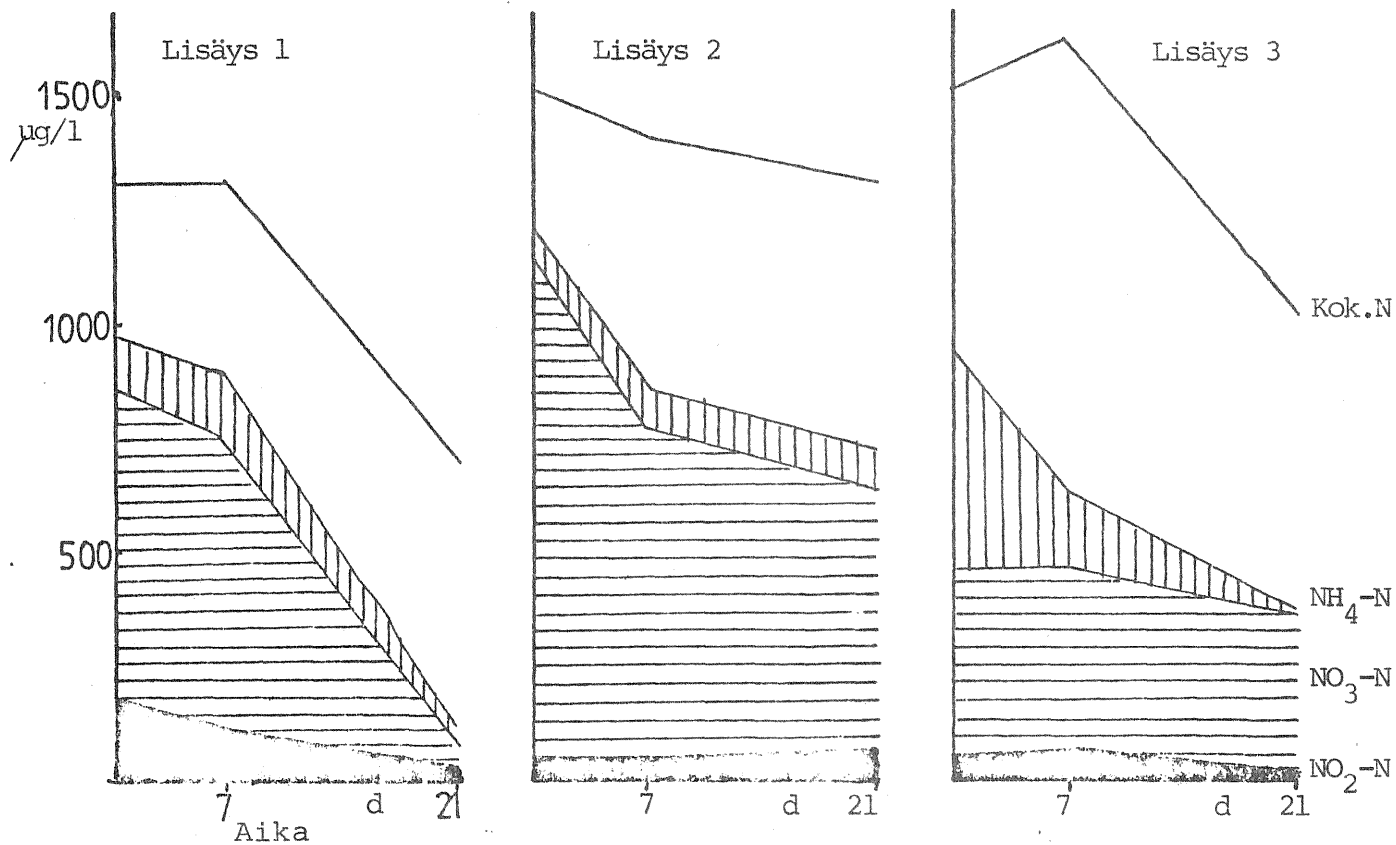 Lisäys 1
Lisäys 2
Lisäys 3
1500
µg/l
1000
500
Kok.N
NH4-N
NO3-N
NO2-N
7 d 21
Aika
7 d 21
7 d 21